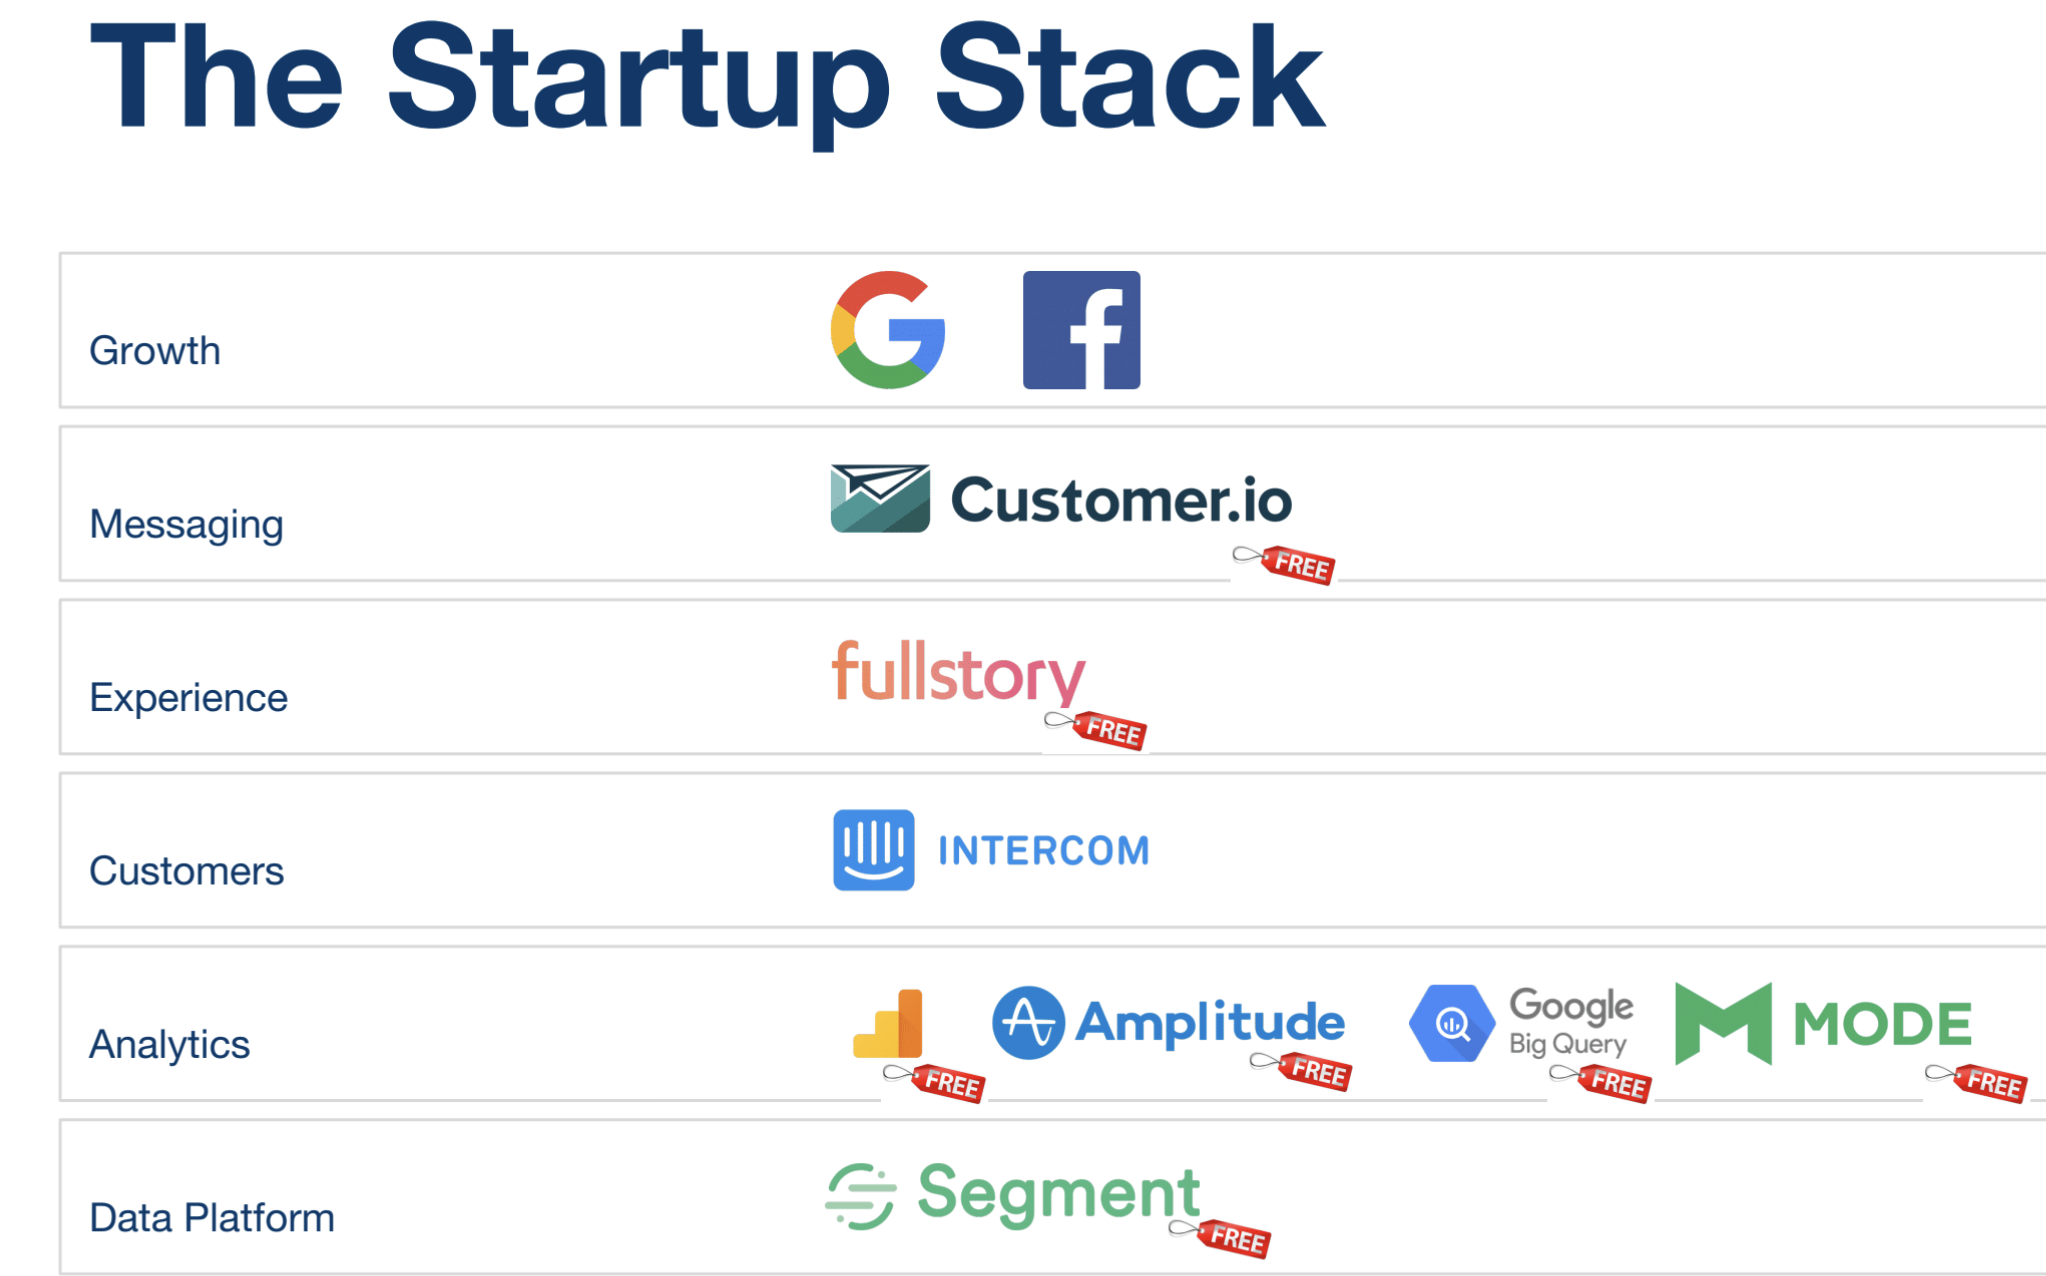 The Startup Stack
Growth
Messaging
Customer.io
FREE
Experience
fullstory
FREE
Customers
INTERCOM
Analytics
Amplitude
Google
Big Query
MODE
FREE
FREE
FREE
FREE
Data Platform
Segment
FREE